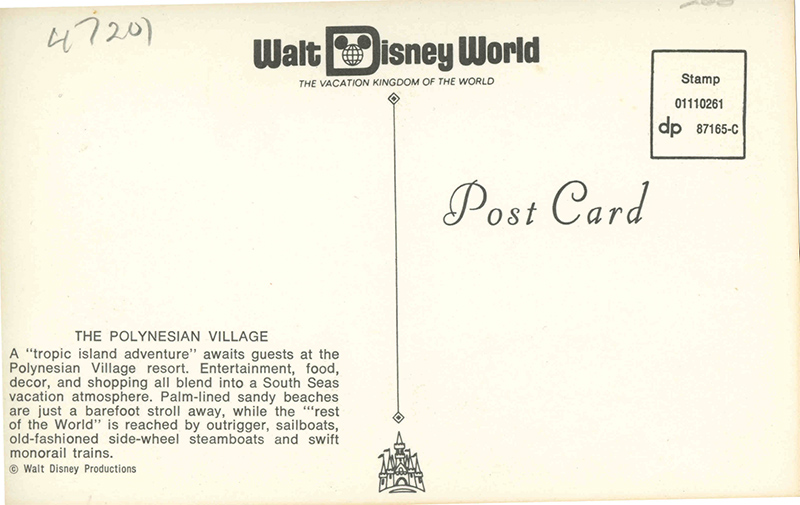 47201
Walt Disney World
THE VACATION KINGDOM OF THE WORLD
Stamp
01110261
dp 87165-C
Post Card
THE POLYNESIAN VILLAGE
A "tropic island adventure" awaits guests at the
Polynesian Village resort. Entertainment, food,
decor, and shopping all blend into a South Seas
vacation atmosphere. Palm-lined sandy beaches
are just a barefoot stroll away, while the "'rest
of the World" is reached by outrigger, sailboats,
old-fashioned side-wheel steamboats and swift
monorail trains.
© Walt Disney Productions